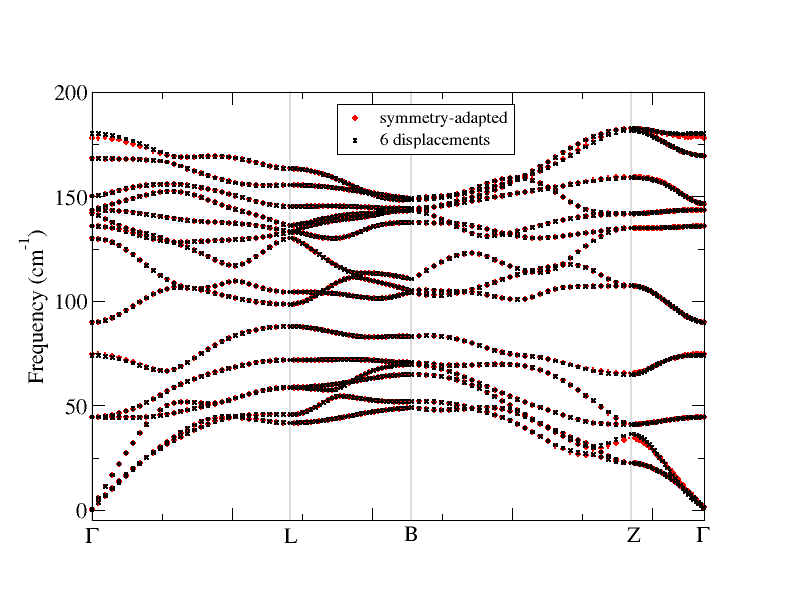 200
symmetry-adapted
6 displacements
150
100
50
0
Frequency (cm⁻¹)
Γ L B Z Γ